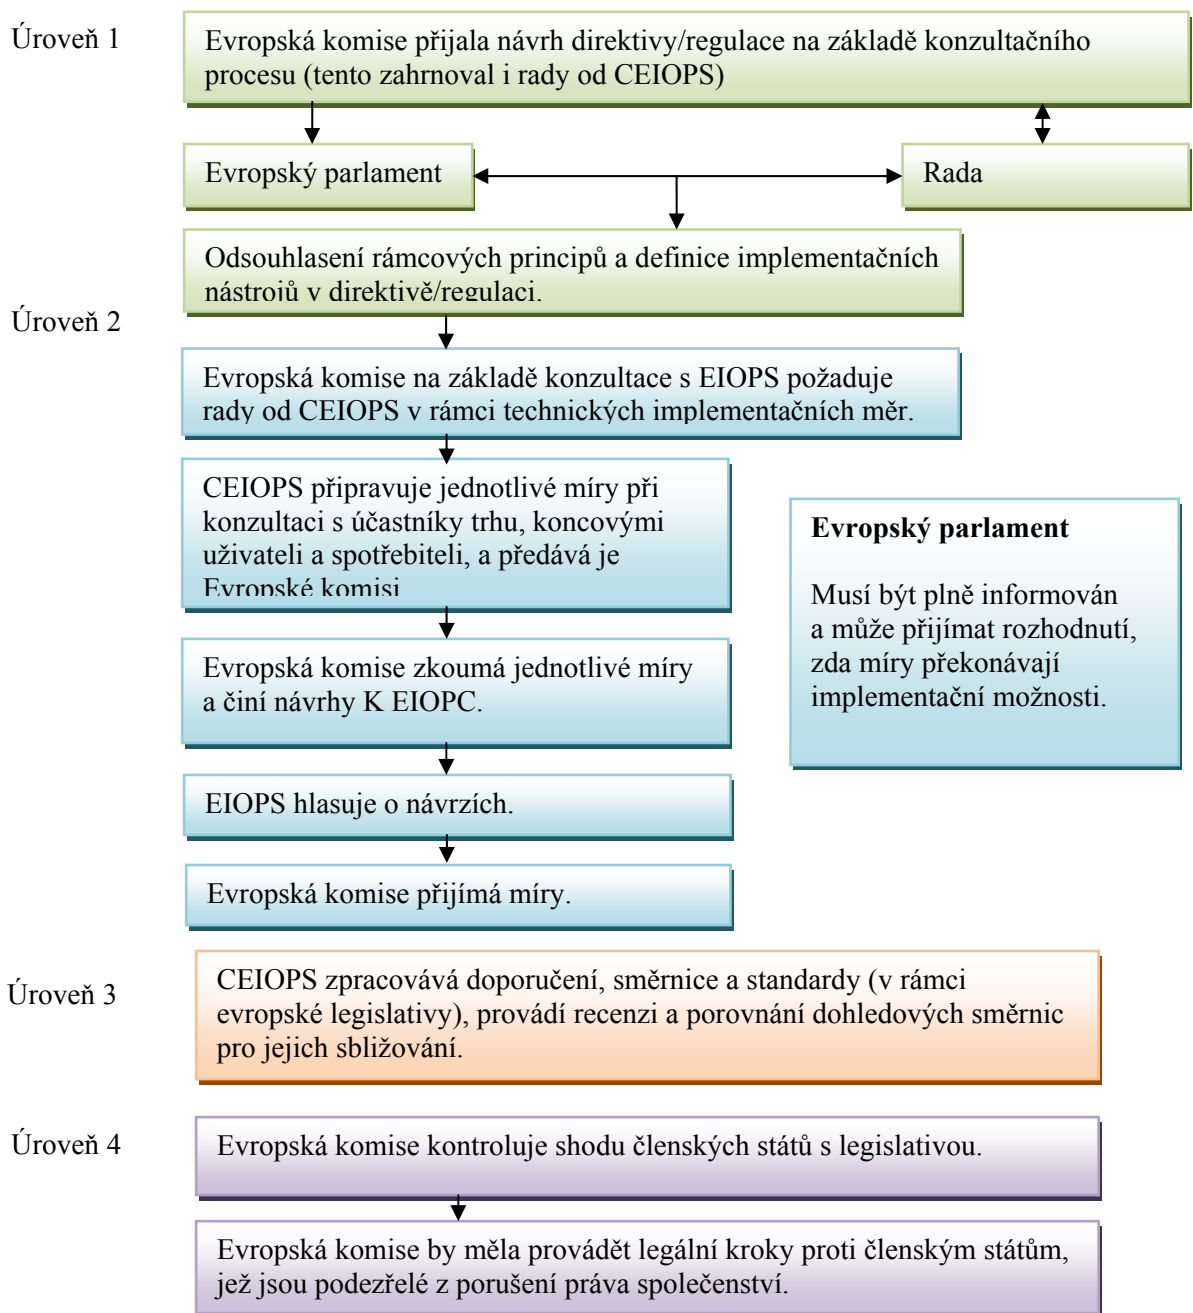 Úroveň 1
Evropská komise přijala návrh direktivy/regulace na základě konzultačního
procesu (tento zahrnoval i rady od CEIOPS)
Evropský parlament
Rada
Odsouhlasení rámcových principů a definice implementačních
nástrojů v direktivě/regulaci.
Úroveň 2
Evropská komise na základě konzultace s EIOPS požaduje
rady od CEIOPS v rámci technických implementačních měr.
CEIOPS připravuje jednotlivé míry při
konzultaci s účastníky trhu, koncovými
uživateli a spotřebiteli, a předává je
Evropské komisi
Evropský parlament
Musí být plně informován
a může přijímat rozhodnutí,
zda míry překonávají
implementační možnosti.
Evropská komise zkoumá jednotlivé míry
a činí návrhy K EIOPC.
EIOPS hlasuje o návrzích.
Evropská komise přijímá míry.
Úroveň 3
CEIOPS zpracovává doporučení, směrnice a standardy (v rámci
evropské legislativy), provádí recenzi a porovnání dohledových směrnic
pro jejich sbližování.
Úroveň 4
Evropská komise kontroluje shodu členských států s legislativou.
Evropská komise by měla provádět legální kroky proti členským státům,
jež jsou podezřelé z porušení práva společenství.